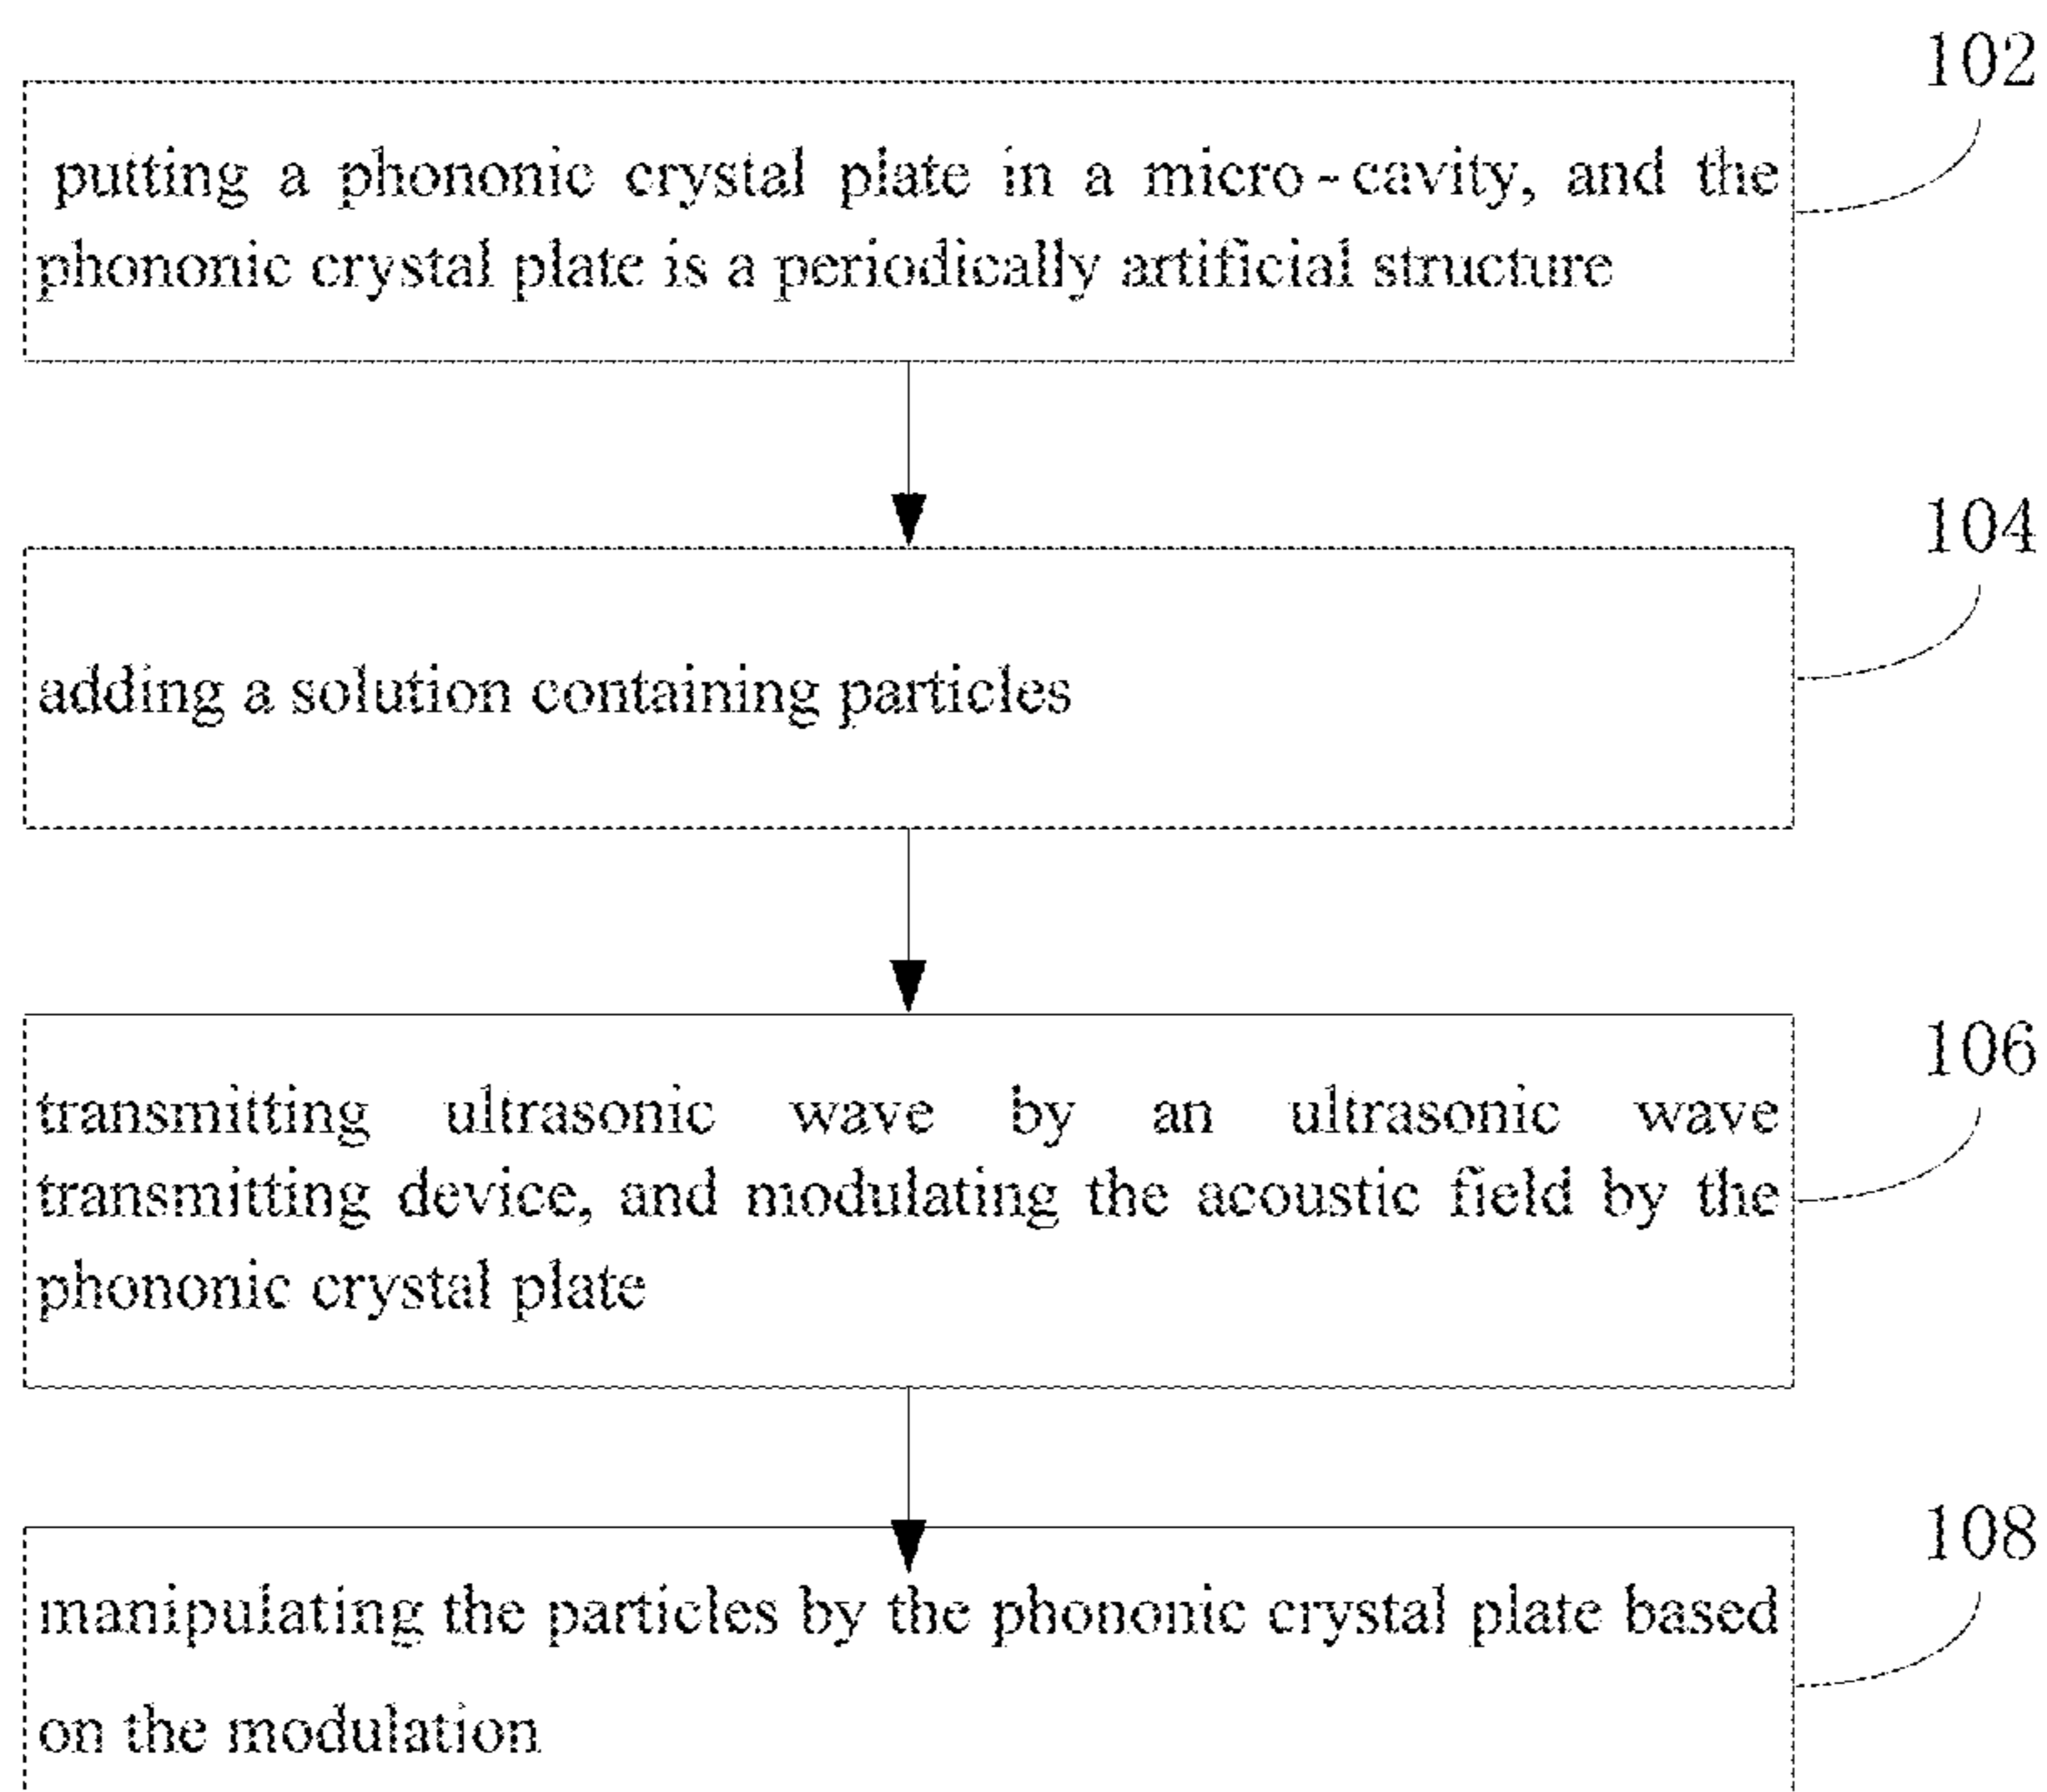 102
putting a phononic crystal plate in a micro-cavity, and the
phononic crystal plate is a periodically artificial structure
104
adding a solution containing particles
106
transmitting ultrasonic wave by an ultrasonic wave
transmitting device, and modulating the acoustic field by the
phononic crystal plate
108
manipulating the particles by the phononic crystal plate based
on the modulation